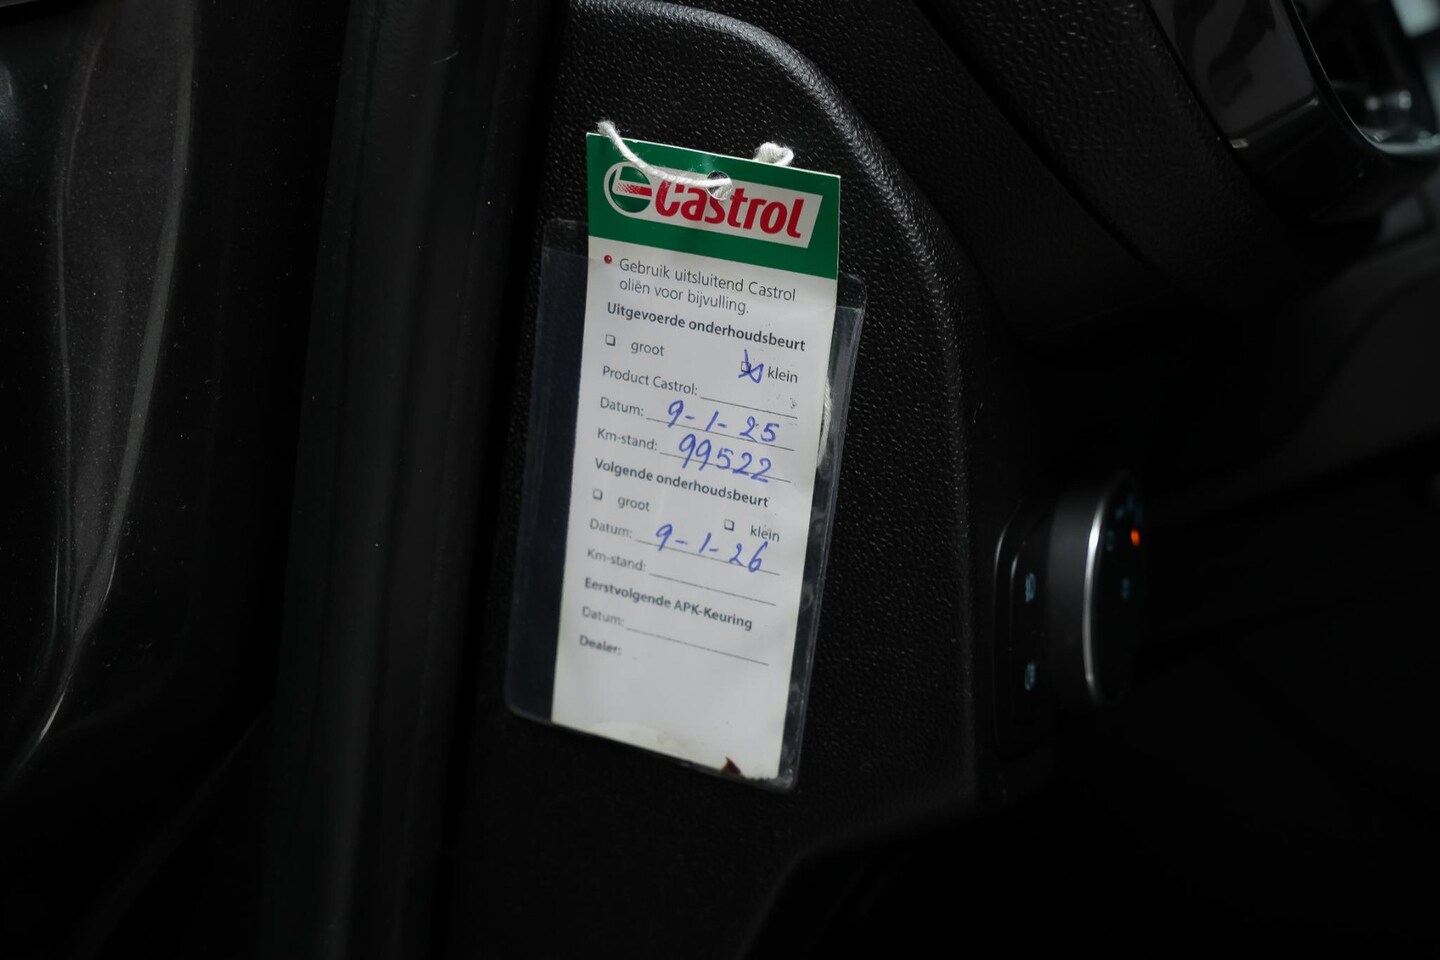 Castrol
Gebruik uitsluitend Castrol
oliën voor bijvulling.
Uitgevoerde onderhoudsbeurt
groot klein
Product Castrol:
Datum: 9-1-25
Km-stand: 99522
Volgende onderhoudsbeurt
groot klein
Datum: 9-1-26
Km-stand:
Eerstvolgende APK-Keuring
Datum:
Dealer: